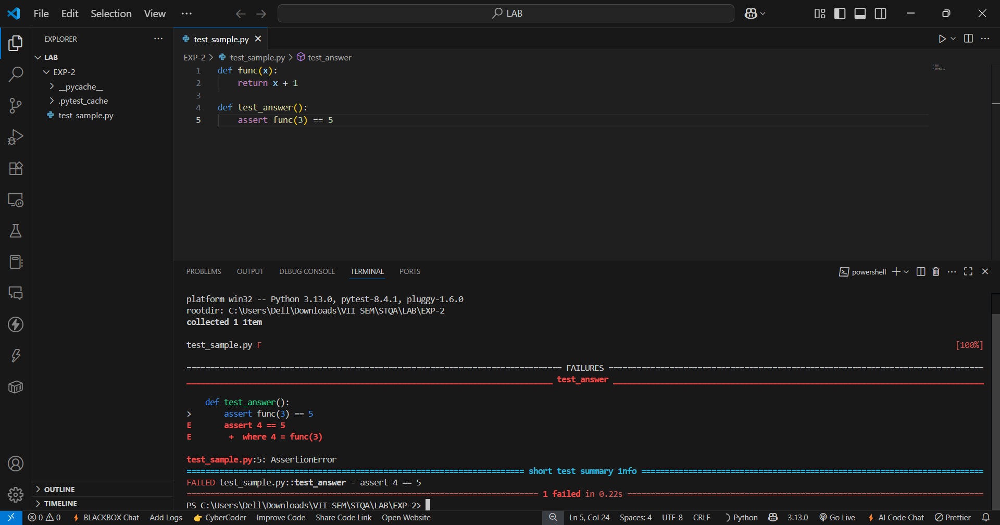 File Edit Selection View ··· LAB
EXPLORER ···
LAB
EXP-2
__pycache__
.pytest_cache
test_sample.py
OUTLINE
TIMELINE
test_sample.py
EXP-2 > test_sample.py > test_answer
1 def func(x):
2     return x + 1
3
4 def test_answer():
5     assert func(3) == 5
PROBLEMS OUTPUT DEBUG CONSOLE TERMINAL PORTS powershell
platform win32 -- Python 3.13.0, pytest-8.4.1, pluggy-1.6.0
rootdir: C:\Users\Dell\Downloads\VII SEM\STQA\LAB\EXP-2
collected 1 item
test_sample.py F [100%]
================================ FAILURES ================================
________________________________ test_answer ________________________________
    def test_answer():
>       assert func(3) == 5
E       assert 4 == 5
E        +  where 4 = func(3)
test_sample.py:5: AssertionError
================================ short test summary info ================================
FAILED test_sample.py::test_answer - assert 4 == 5
================================ 1 failed in 0.22s ================================
PS C:\Users\Dell\Downloads\VII SEM\STQA\LAB\EXP-2>
0 0 BLACKBOX Chat Add Logs CyberCoder Improve Code Share Code Link Open Website Ln 5, Col 24 Spaces: 4 UTF-8 CRLF Python 3.13.0 Go Live AI Code Chat Prettier